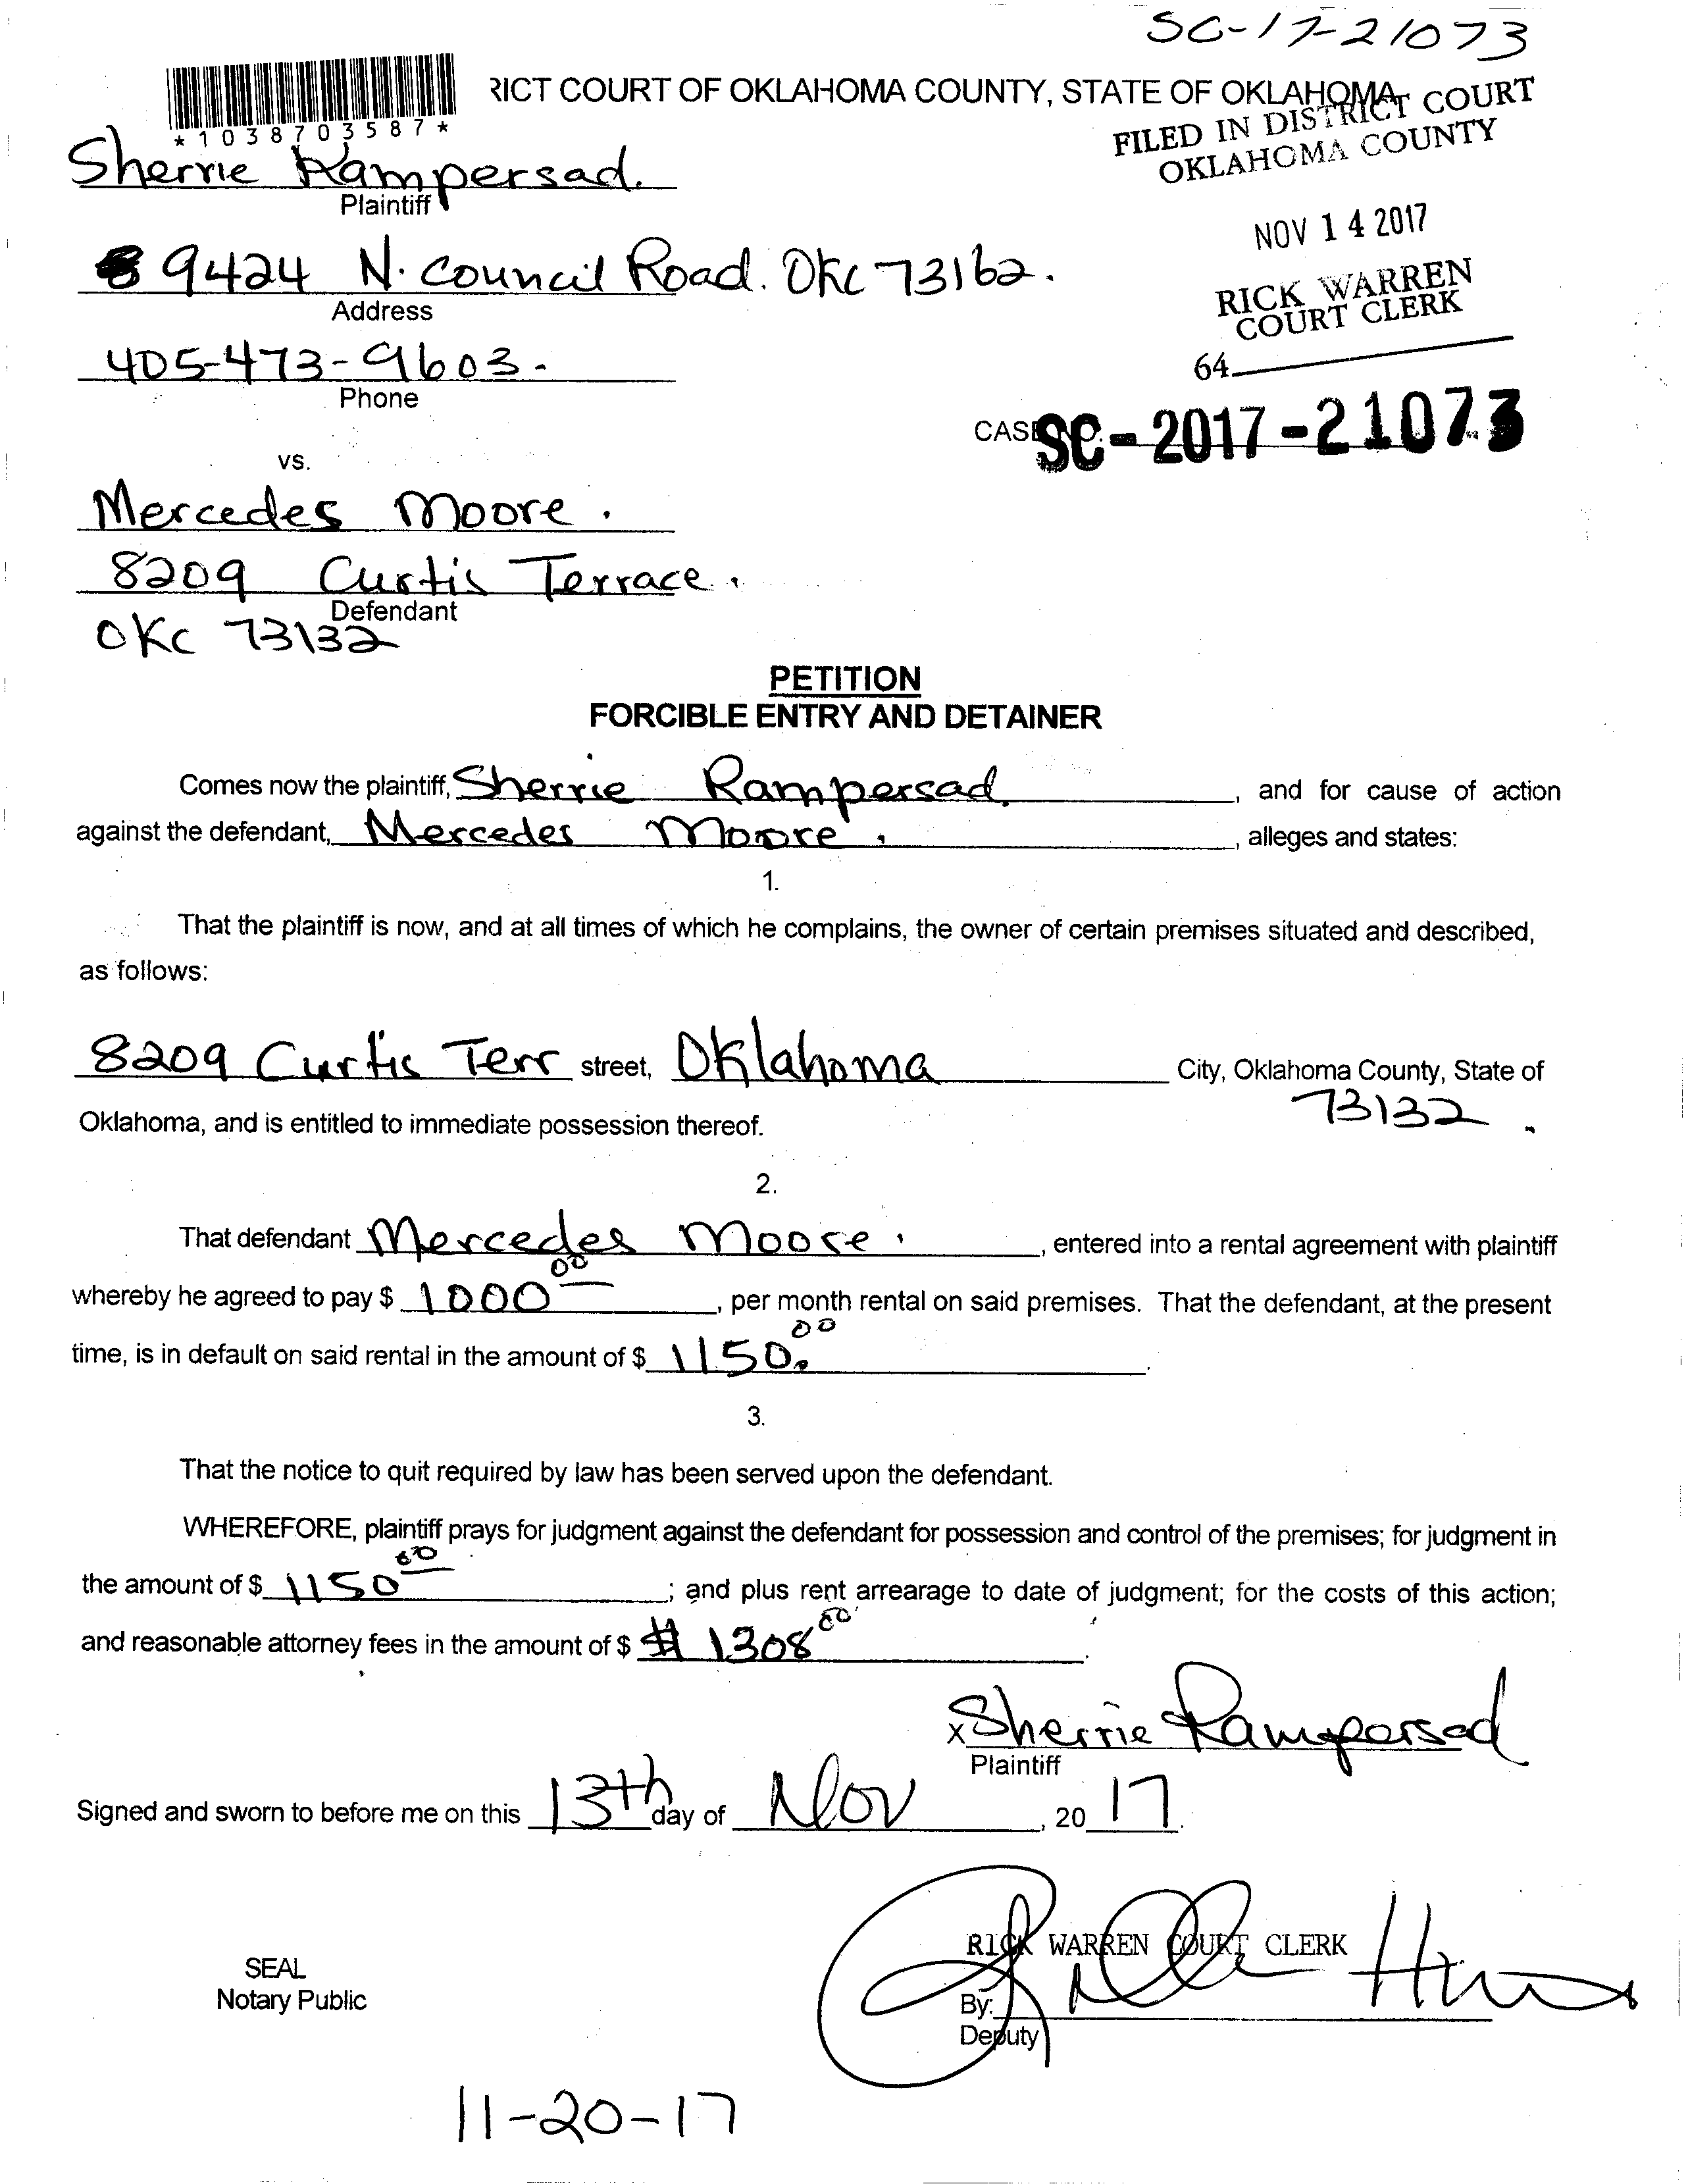 SC-17-21073
RICT COURT OF OKLAHOMA COUNTY, STATE OF OKLAHOMA
*1038703587*
FILED IN DISTRICT COURT
OKLAHOMA COUNTY
Sherrie Rampersad.
Plaintiff
NOV 14 2017
9424 N. Council Road. OKC 73162.
Address
RICK WARREN
COURT CLERK
405-473-9603.
Phone
64
CASE NO. SC-2017-21073
vs.
Mercedes Moore.
8209 Curtis Terrace.
Defendant
OKC 73132
PETITION
FORCIBLE ENTRY AND DETAINER
Comes now the plaintiff, Sherrie Rampersad, and for cause of action
against the defendant, Mercedes Moore. , alleges and states:
1.
That the plaintiff is now, and at all times of which he complains, the owner of certain premises situated and described,
as follows:
8209 Curtis Terr street, Oklahoma City, Oklahoma County, State of
73132.
Oklahoma, and is entitled to immediate possession thereof.
2.
That defendant Mercedes Moore. , entered into a rental agreement with plaintiff
whereby he agreed to pay $ 1000 00 , per month rental on said premises. That the defendant, at the present
time, is in default on said rental in the amount of $ 1150.00 .
3.
That the notice to quit required by law has been served upon the defendant.
WHEREFORE, plaintiff prays for judgment against the defendant for possession and control of the premises; for judgment in
the amount of $ 1150 00 ; and plus rent arrearage to date of judgment; for the costs of this action;
and reasonable attorney fees in the amount of $ $ 1308 00 .
x Sherrie Rampersad
Plaintiff
Signed and sworn to before me on this 13th day of Nov , 20 17.
RICK WARREN COURT CLERK
SEAL
Notary Public
By:
Deputy
11-20-17